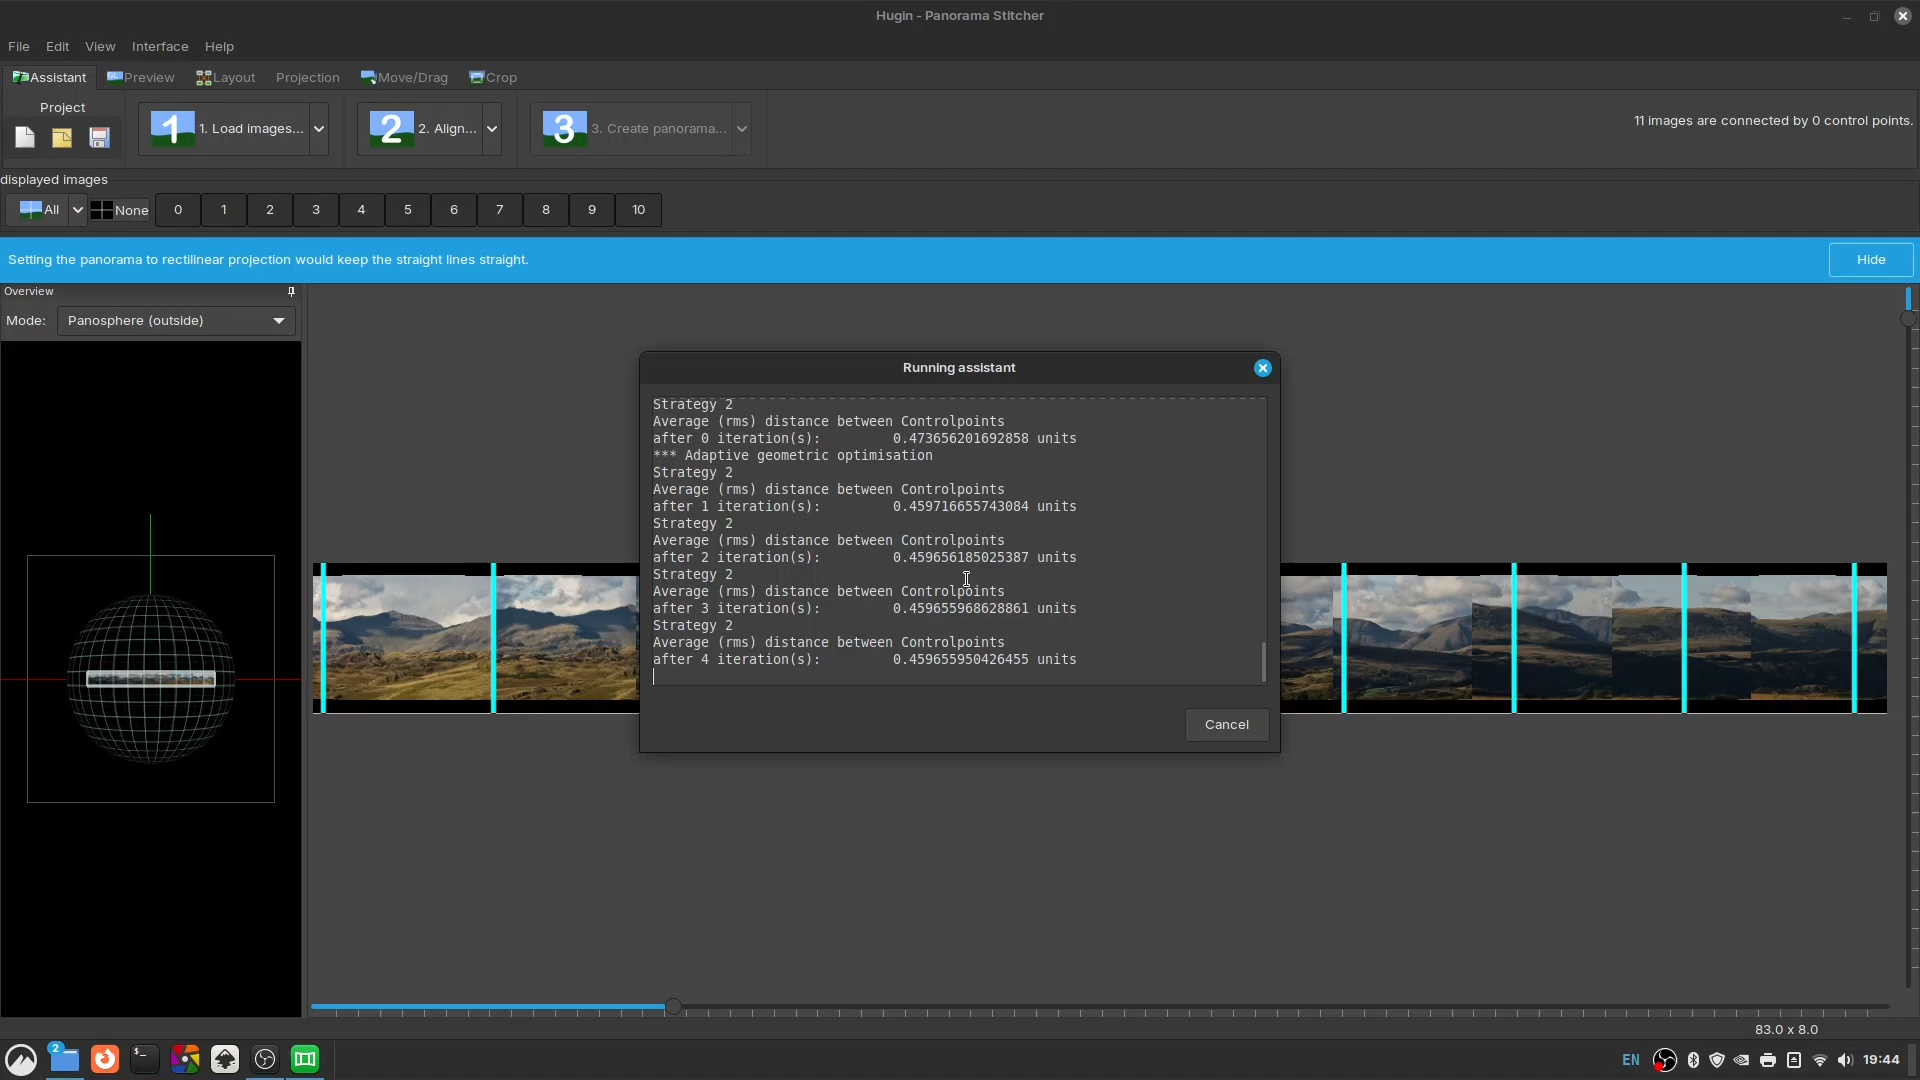 Hugin - Panorama Stitcher
File Edit View Interface Help
Assistant Preview Layout Projection Move/Drag Crop
Project
1 1. Load images...
2 2. Align...
3 3. Create panorama...
11 images are connected by 0 control points.
displayed images
All None 0 1 2 3 4 5 6 7 8 9 10
Setting the panorama to rectilinear projection would keep the straight lines straight.
Hide
Overview
Mode: Panosphere (outside)
Running assistant
Strategy 2
Average (rms) distance between Controlpoints
after 0 iteration(s): 0.473656201692858 units
*** Adaptive geometric optimisation
Strategy 2
Average (rms) distance between Controlpoints
after 1 iteration(s): 0.459716655743084 units
Strategy 2
Average (rms) distance between Controlpoints
after 2 iteration(s): 0.459656185025387 units
Strategy 2
Average (rms) distance between Controlpoints
after 3 iteration(s): 0.459655968628861 units
Strategy 2
Average (rms) distance between Controlpoints
after 4 iteration(s): 0.459655950426455 units
Cancel
83.0 x 8.0
2
EN
19:44